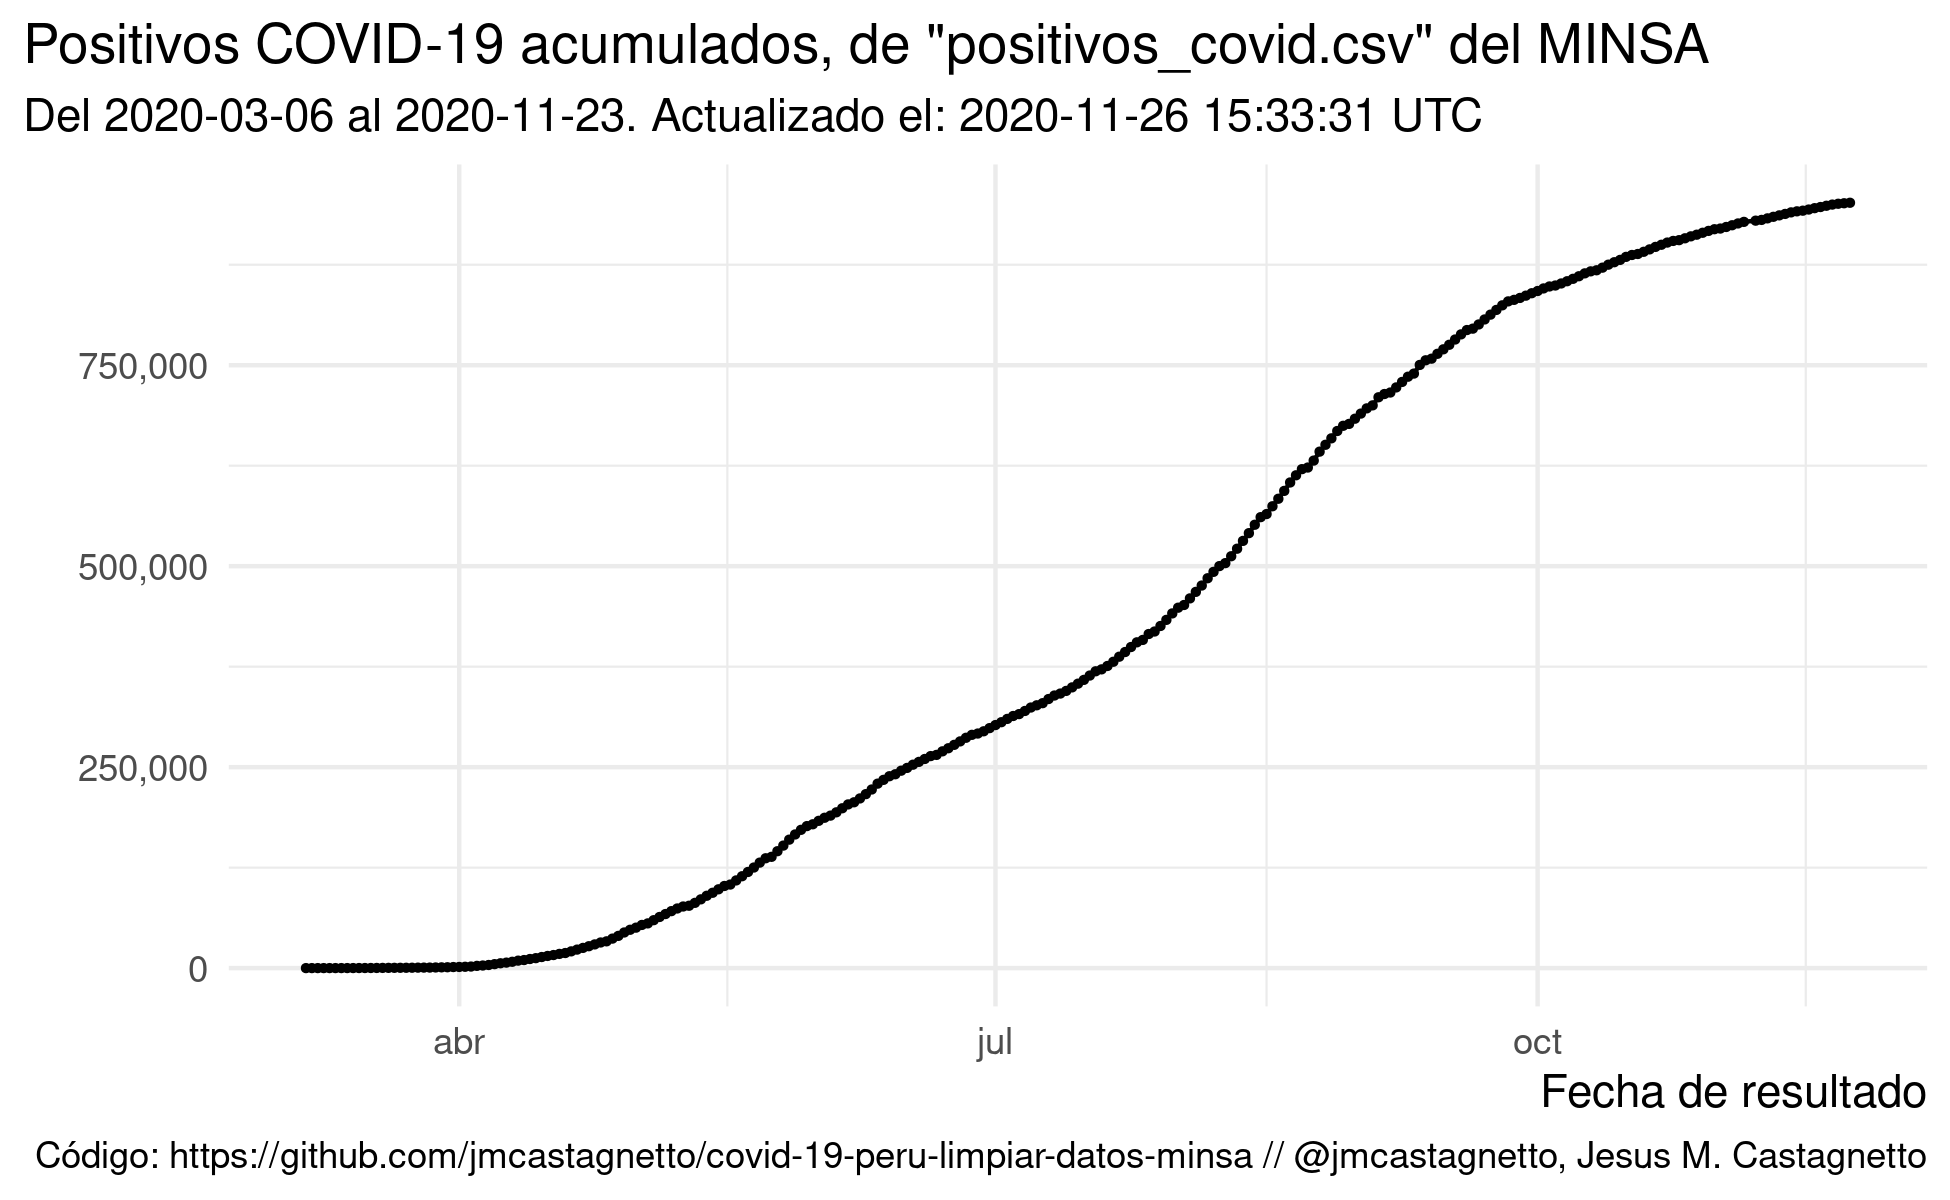 Positivos COVID-19 acumulados, de "positivos_covid.csv" del MINSA
Del 2020-03-06 al 2020-11-23. Actualizado el: 2020-11-26 15:33:31 UTC
750,000
500,000
250,000
0
abr jul oct
Fecha de resultado
Código: https://github.com/jmcastagnetto/covid-19-peru-limpiar-datos-minsa // @jmcastagnetto, Jesus M. Castagnetto